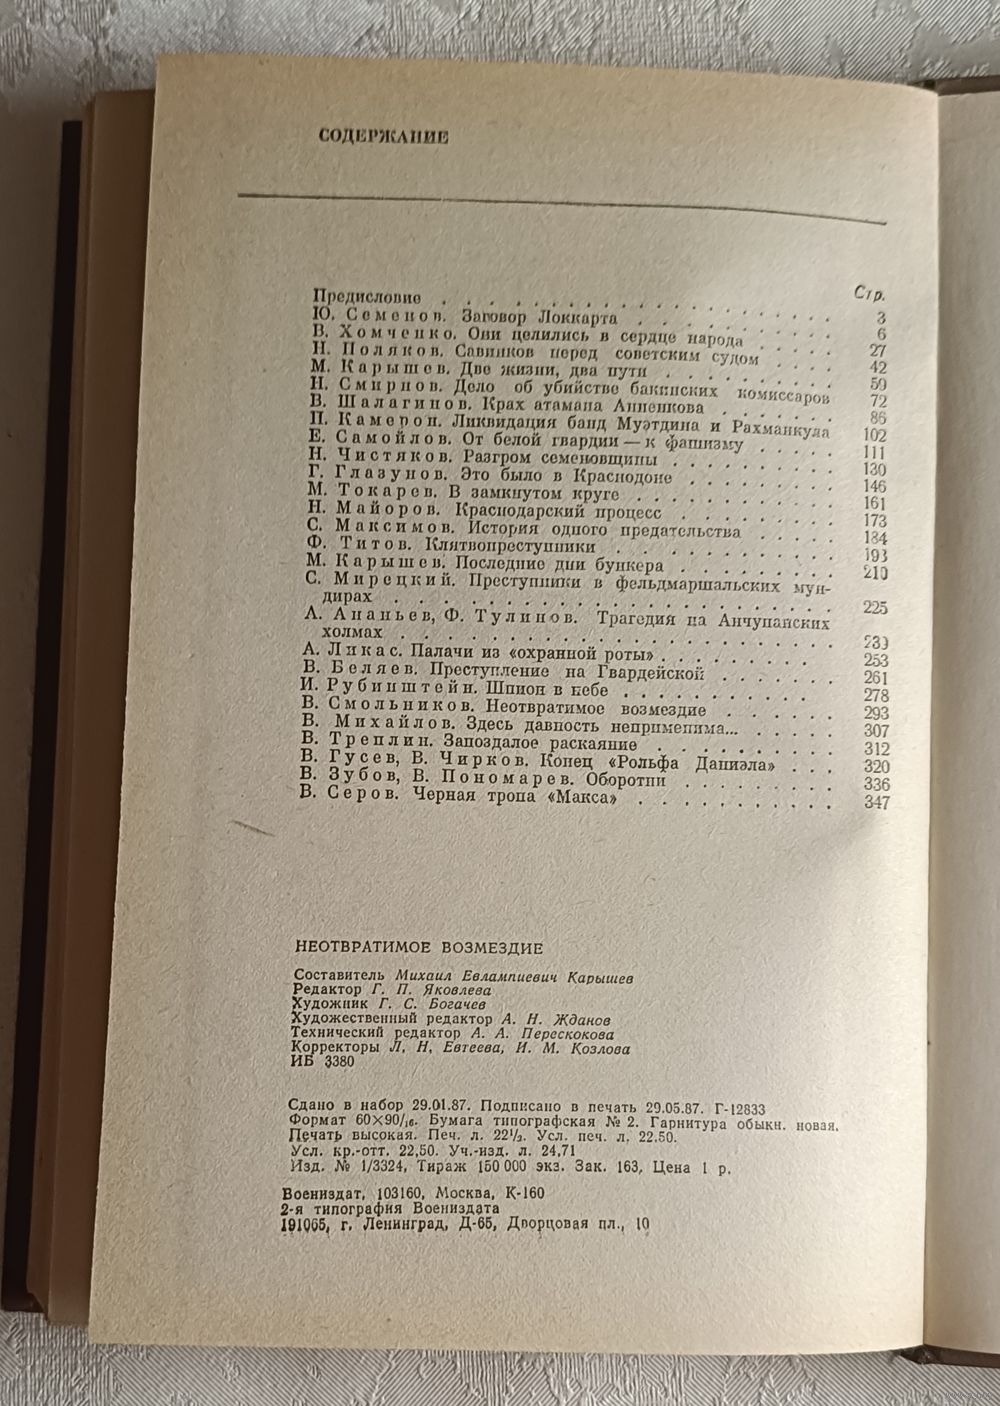 СОДЕРЖАНИЕ
Стр.
Предисловие . . . . . . . . . . . . . . . . 3
Ю. Семенов. Заговор Локкарта . . . . . . . . . 6
В. Хомченко. Они целились в сердце народа . . . . . 27
Н. Поляков. Савинков перед советским судом . . . . 42
М. Карышев. Две жизни, два пути . . . . . . . . 59
Н. Смирнов. Дело об убийстве бакинских комиссаров 72
В. Шалагинов. Крах атамана Анненкова . . . . . . 86
П. Камерон. Ликвидация банд Муэтдина и Рахманкула 102
Е. Самойлов. От белой гвардии — к фашизму . . . . . 111
Н. Чистяков. Разгром семеновщины . . . . . . . . 130
Г. Глазунов. Это было в Краснодоне . . . . . . . 146
М. Токарев. В замкнутом круге . . . . . . . . . 161
Н. Майоров. Краснодарский процесс . . . . . . . 173
С. Максимов. История одного предательства . . . . . 184
Ф. Титов. Клятвопреступники . . . . . . . . . . 193
М. Карышев. Последние дни бункера . . . . . . . . 210
С. Мирецкий. Преступники в фельдмаршальских мун-
дирах . . . . . . . . . . . . . . . . . . 225
А. Ананьев, Ф. Тулинов. Трагедия на Анчупанских
холмах . . . . . . . . . . . . . . . . . . 239
А. Ликас. Палачи из «охранной роты» . . . . . . . 253
В. Беляев. Преступление на Гвардейской . . . . . . 261
И. Рубинштейн. Шпион в небе . . . . . . . . . 278
В. Смольников. Неотвратимое возмездие . . . . . . 293
В. Михайлов. Здесь давность неприменима... . . . . . 307
В. Треплин. Запоздалое раскаяние . . . . . . . . 312
В. Гусев, В. Чирков. Конец «Рольфа Даниэла» . . . 320
В. Зубов, В. Пономарев. Оборотни . . . . . . . 336
В. Серов. Черная тропа «Макса» . . . . . . . . . 347
НЕОТВРАТИМОЕ ВОЗМЕЗДИЕ
Составитель Михаил Евлампиевич Карышев
Редактор Г. П. Яковлева
Художник Г. С. Богачев
Художественный редактор А. Н. Жданов
Технический редактор А. А. Перескокова
Корректоры Л. Н. Евтеева, И. М. Козлова
ИБ 3380
Сдано в набор 29.01.87. Подписано в печать 29.05.87. Г-12833
Формат 60×90/16. Бумага типографская № 2. Гарнитура обыкн. новая.
Печать высокая. Печ. л. 22½. Усл. печ. л. 22,50.
Усл. кр.-отт. 22,50. Уч.-изд. л. 24,71
Изд. № 1/3324, Тираж 150 000 экз. Зак. 163, Цена 1 р.
Воениздат, 103160, Москва, К-160
2-я типография Воениздата
191065, г. Ленинград, Д-65, Дворцовая пл., 10